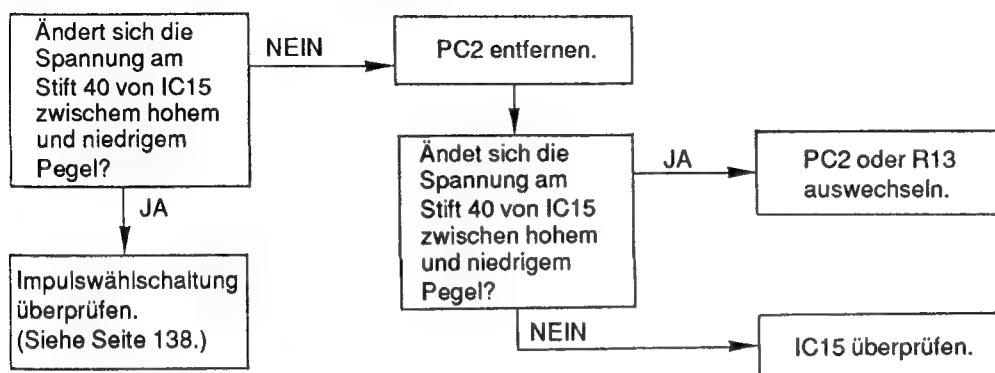 Ändert sich die
Spannung am
Stift 40 von IC15
zwischem hohem
und niedrigem
Pegel?
NEIN
PC2 entfernen.
JA
Impulswählschaltung
überprüfen.
(Siehe Seite 138.)
Ändet sich die
Spannung am
Stift 40 von IC15
zwischen hohem
und niedrigem
Pegel?
JA
PC2 oder R13
auswechseln.
NEIN
IC15 überprüfen.